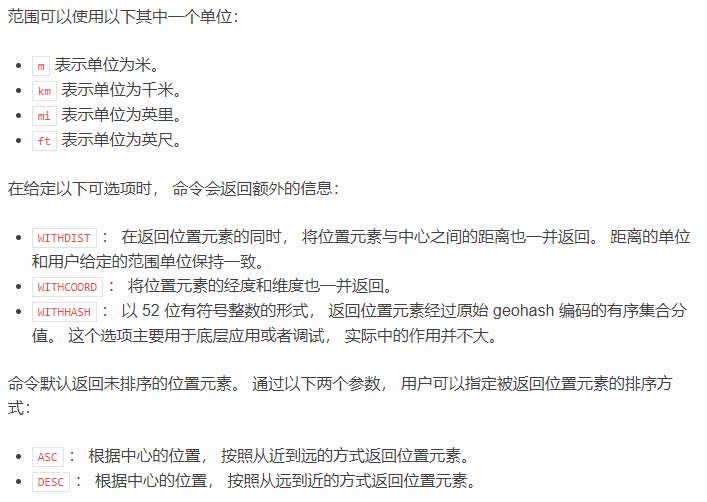 范围可以使用以下其中一个单位：
m 表示单位为米。
km 表示单位为千米。
mi 表示单位为英里。
ft 表示单位为英尺。
在给定以下可选项时， 命令会返回额外的信息：
WITHDIST ： 在返回位置元素的同时， 将位置元素与中心之间的距离也一并返回。 距离的单位
和用户给定的范围单位保持一致。
WITHCOORD ： 将位置元素的经度和维度也一并返回。
WITHHASH ： 以 52 位有符号整数的形式， 返回位置元素经过原始 geohash 编码的有序集合分
值。 这个选项主要用于底层应用或者调试， 实际中的作用并不大。
命令默认返回未排序的位置元素。 通过以下两个参数， 用户可以指定被返回位置元素的排序方
式：
ASC ： 根据中心的位置， 按照从近到远的方式返回位置元素。
DESC ： 根据中心的位置， 按照从远到近的方式返回位置元素。